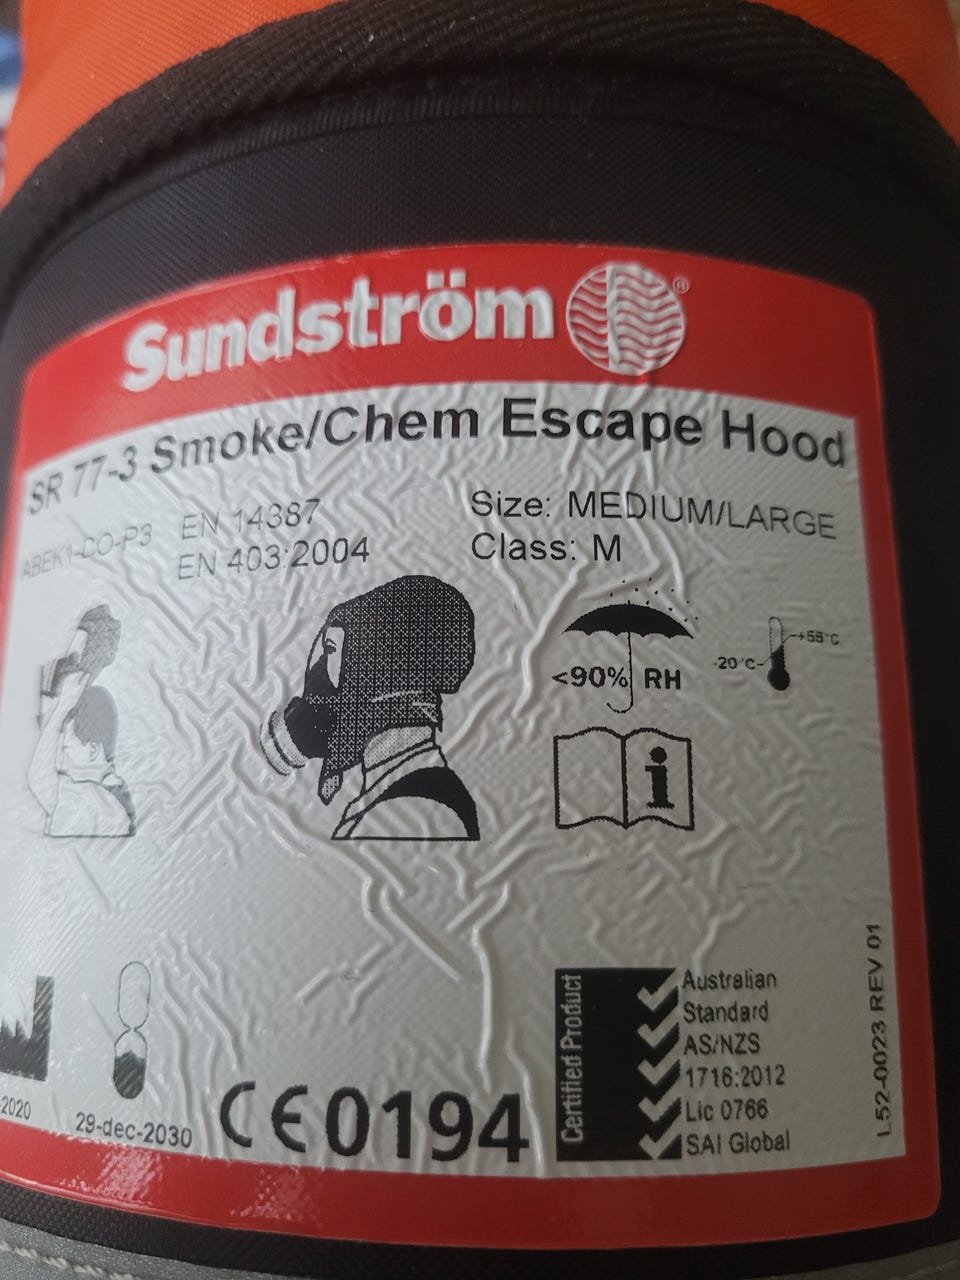 Sundström ®
SR 77-3 Smoke/Chem Escape Hood
ABEK1-CO-P3
EN 14387
EN 403:2004
Size: MEDIUM/LARGE
Class: M
<90% RH
-20°C
+55°C
i
-2020
29-dec-2030
CE0194
Certified Product
Australian
Standard
AS/NZS
1716:2012
Lic 0766
SAI Global
L52-0023 REV 01